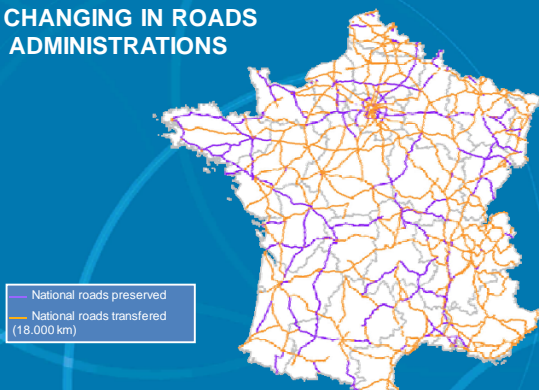 CHANGING IN ROADS
ADMINISTRATIONS
National roads preserved
National roads transfered
(18.000 km)